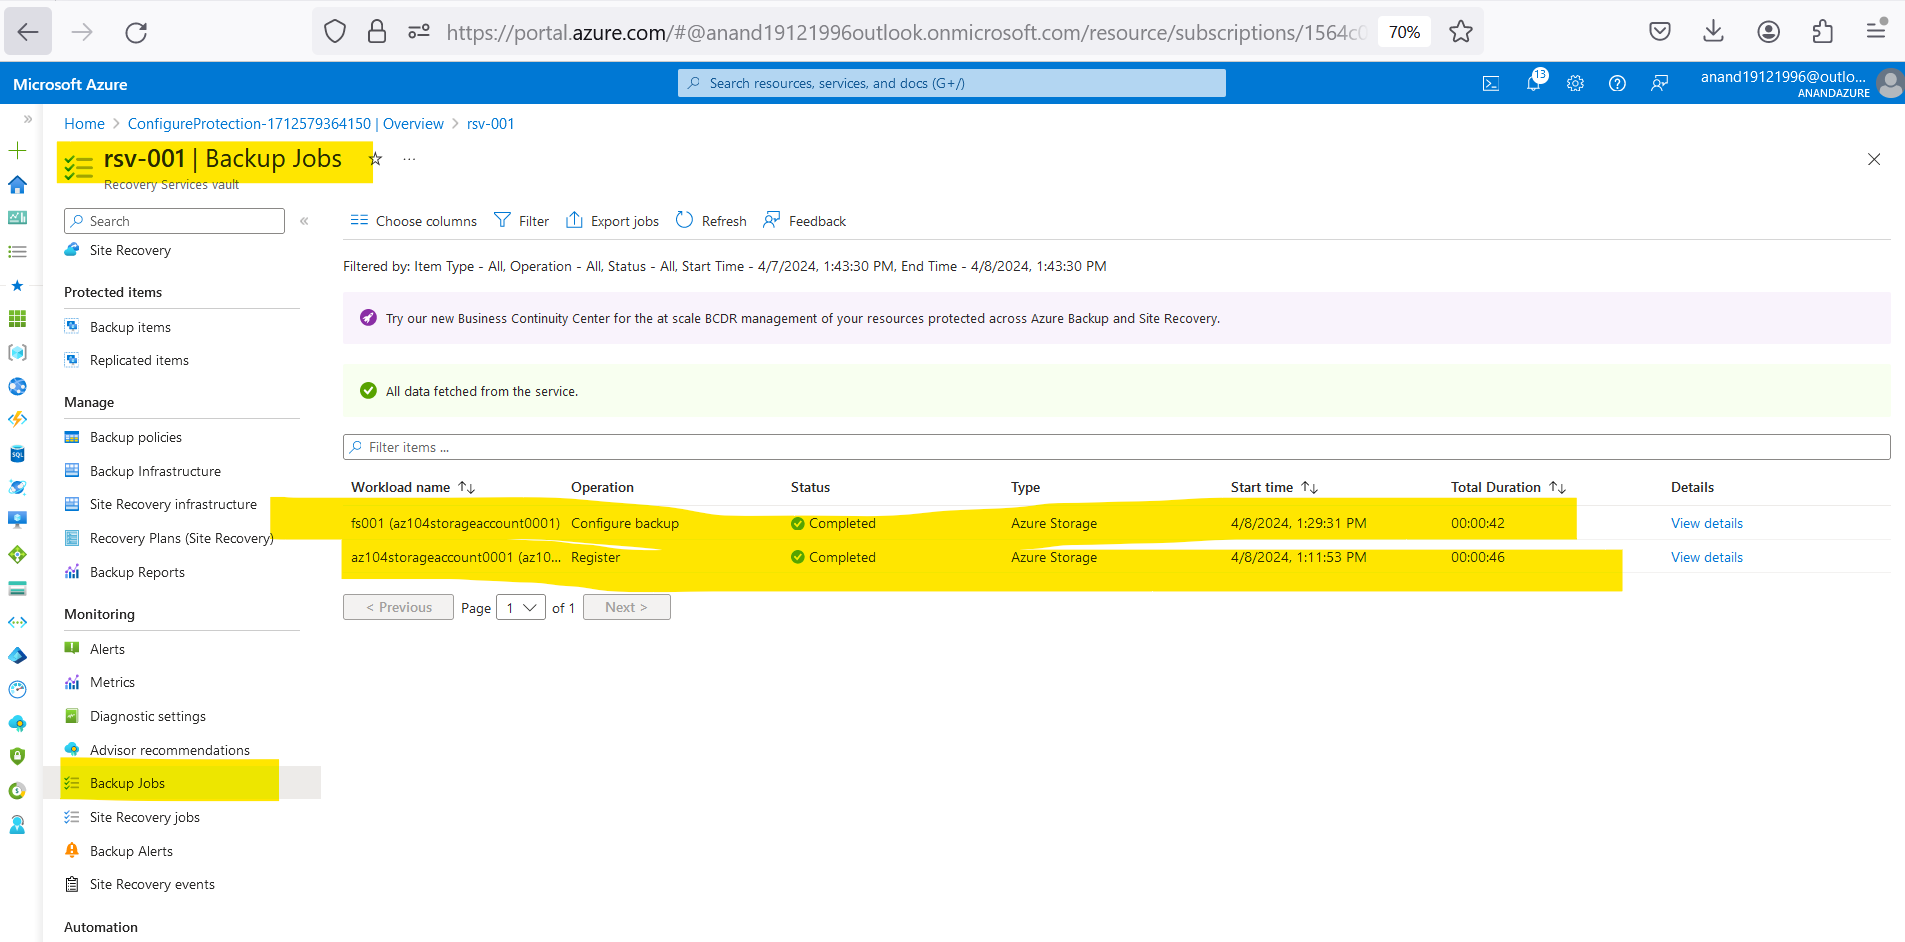 https://portal.azure.com/#@anand19121996outlook.onmicrosoft.com/resource/subscriptions/1564c0
70%
Microsoft Azure
Search resources, services, and docs (G+/)
13
anand19121996@outlo...
ANANDAZURE
Home > ConfigureProtection-1712579364150 | Overview > rsv-001
rsv-001 | Backup Jobs
Recovery Services vault
Search
Site Recovery
Protected items
Backup items
Replicated items
Manage
Backup policies
Backup Infrastructure
Site Recovery infrastructure
Recovery Plans (Site Recovery)
Backup Reports
Monitoring
Alerts
Metrics
Diagnostic settings
Advisor recommendations
Backup Jobs
Site Recovery jobs
Backup Alerts
Site Recovery events
Automation
Choose columns Filter Export jobs Refresh Feedback
Filtered by: Item Type - All, Operation - All, Status - All, Start Time - 4/7/2024, 1:43:30 PM, End Time - 4/8/2024, 1:43:30 PM
Try our new Business Continuity Center for the at scale BCDR management of your resources protected across Azure Backup and Site Recovery.
All data fetched from the service.
Filter items ...
Workload name Operation Status Type Start time Total Duration Details
fs001 (az104storageaccount0001) Configure backup Completed Azure Storage 4/8/2024, 1:29:31 PM 00:00:42 View details
az104storageaccount0001 (az10... Register Completed Azure Storage 4/8/2024, 1:11:53 PM 00:00:46 View details
< Previous Page 1 of 1 Next >